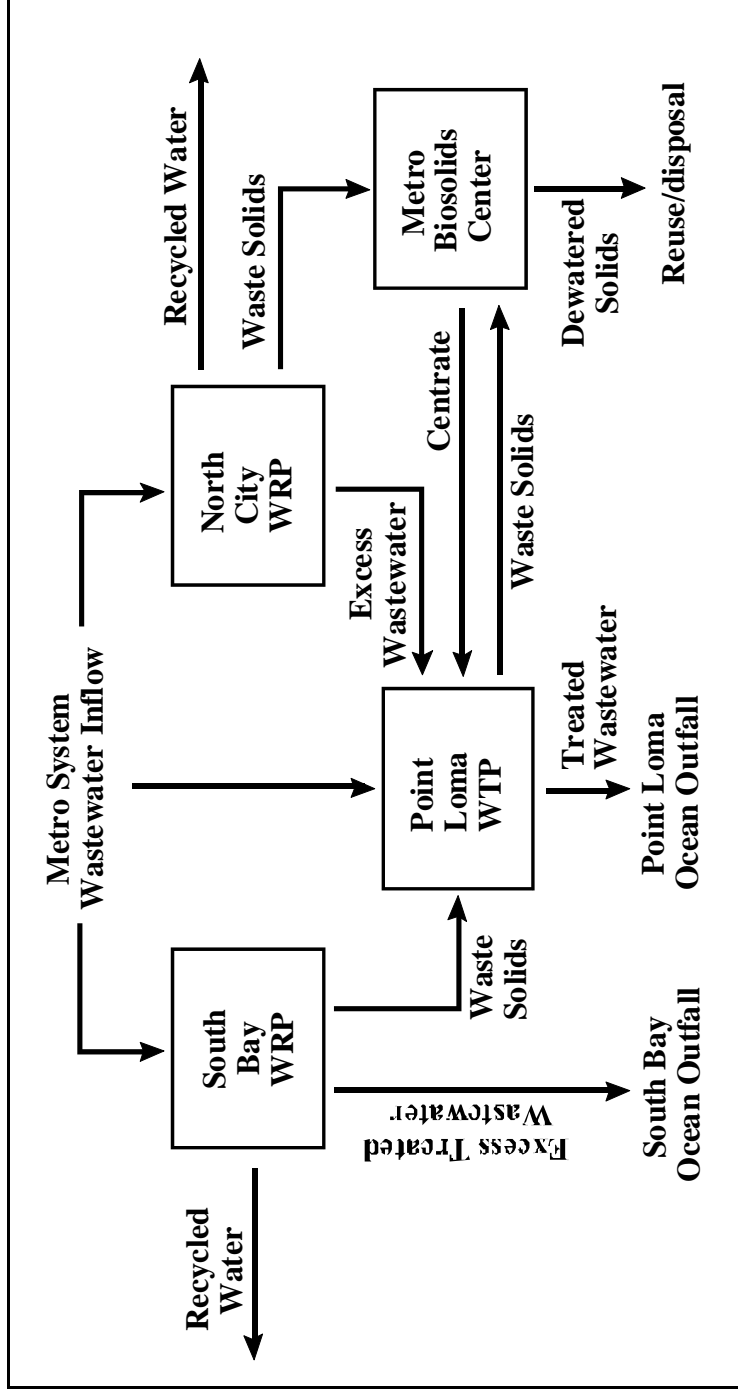 Metro System
Wastewater Inflow
Recycled
Water
South
Bay
WRP
Excess Treated
Wastewater
South Bay
Ocean Outfall
Waste
Solids
Point
Loma
WTP
Treated
Wastewater
Point Loma
Ocean Outfall
North
City
WRP
Excess
Wastewater
Recycled Water
Waste Solids
Centrate
Waste Solids
Metro
Biosolids
Center
Dewatered
Solids
Reuse/disposal